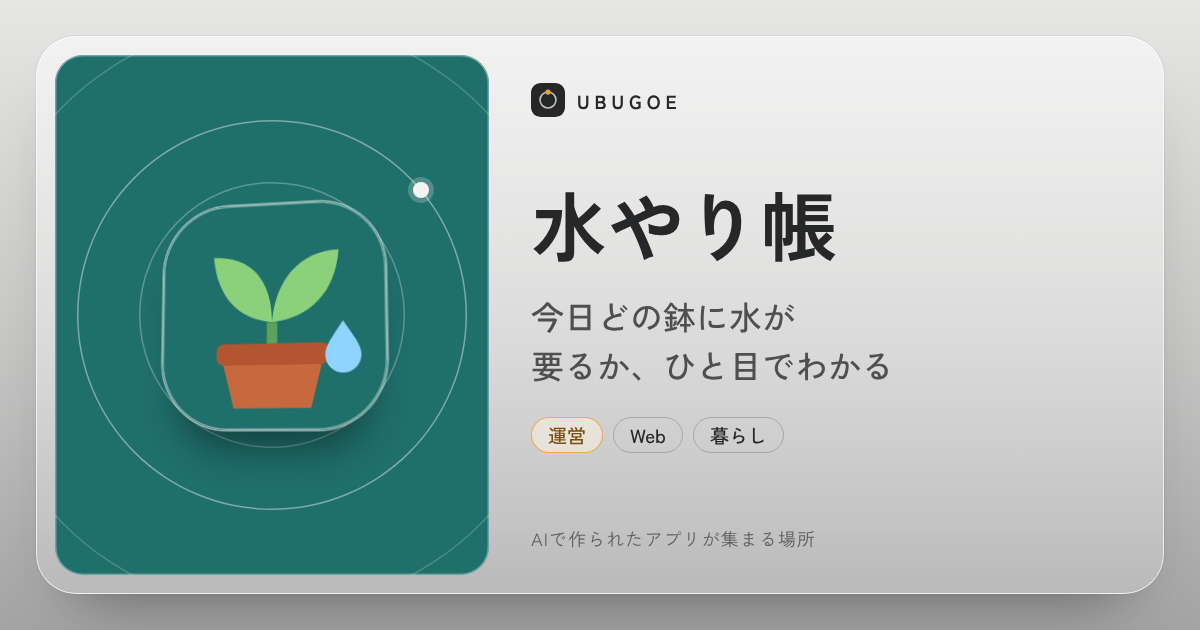 UBUGOE
水やり帳
今日どの鉢に水が
要るか、ひと目でわかる
運営 Web 暮らし
AIで作られたアプリが集まる場所